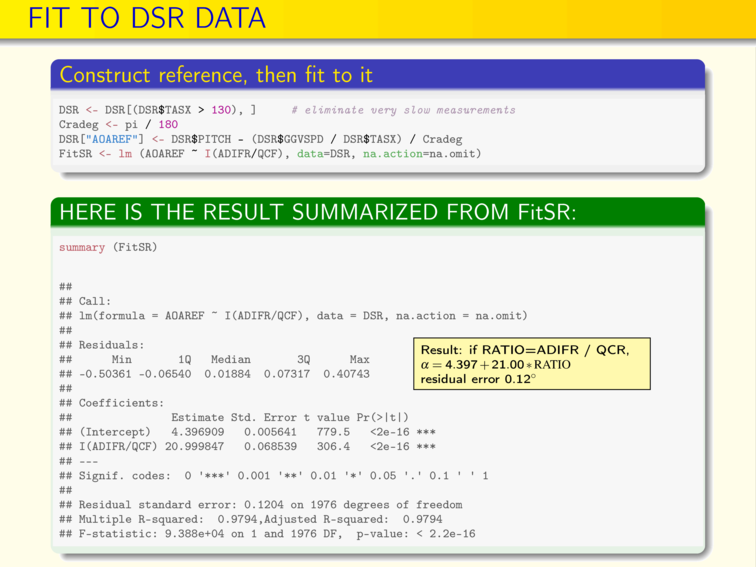 FIT TO DSR DATA
Construct reference, then fit to it
DSR <- DSR[(DSR$TASX > 130), ]     # eliminate very slow measurements
Cradeg <- pi / 180
DSR["AOAREF"] <- DSR$PITCH - (DSR$GGVSPD / DSR$TASX) / Cradeg
FitSR <- lm (AOAREF ~ I(ADIFR/QCF), data=DSR, na.action=na.omit)
HERE IS THE RESULT SUMMARIZED FROM FitSR:
summary (FitSR)
##
## Call:
## lm(formula = AOAREF ~ I(ADIFR/QCF), data = DSR, na.action = na.omit)
##
## Residuals:
##      Min       1Q   Median       3Q      Max
## -0.50361 -0.06540  0.01884  0.07317  0.40743
Result: if RATIO=ADIFR / QCR,
α = 4.397+21.00∗RATIO
residual error 0.12°
##
## Coefficients:
##              Estimate Std. Error t value Pr(>|t|)
## (Intercept)   4.396909   0.005641   779.5   <2e-16 ***
## I(ADIFR/QCF) 20.999847   0.068539   306.4   <2e-16 ***
## ---
## Signif. codes:  0 '***' 0.001 '**' 0.01 '*' 0.05 '.' 0.1 ' ' 1
##
## Residual standard error: 0.1204 on 1976 degrees of freedom
## Multiple R-squared:  0.9794,Adjusted R-squared:  0.9794
## F-statistic: 9.388e+04 on 1 and 1976 DF,  p-value: < 2.2e-16